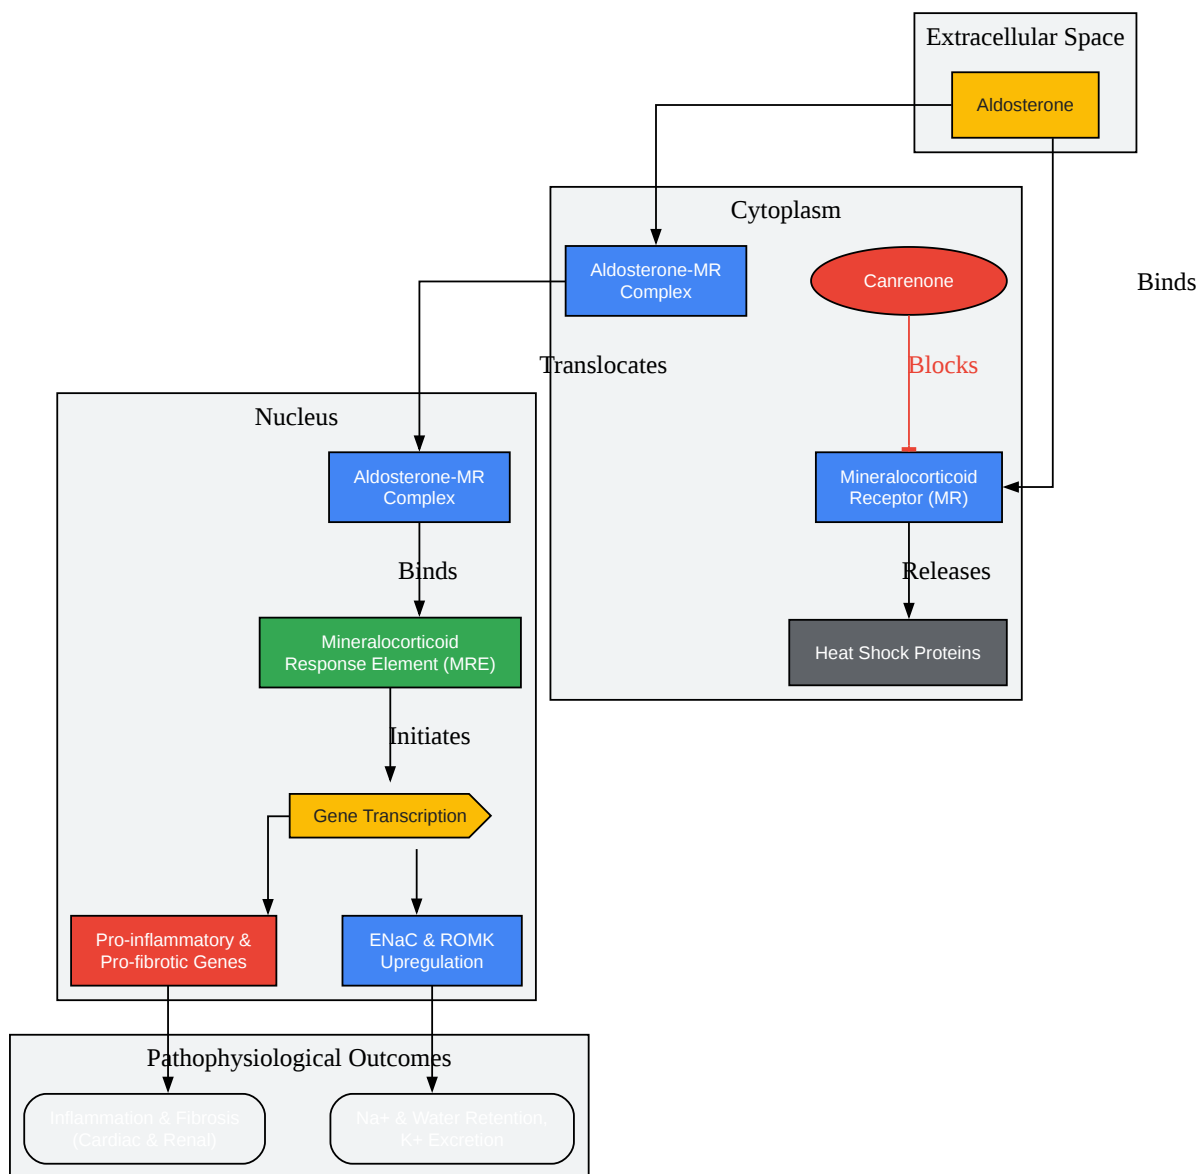 Extracellular Space
Aldosterone
Cytoplasm
Aldosterone-MR
Complex
Canrenone
Binds
Translocates
Blocks
Nucleus
Aldosterone-MR
Complex
Mineralocorticoid
Receptor (MR)
Binds
Releases
Mineralocorticoid
Response Element (MRE)
Heat Shock Proteins
Initiates
Gene Transcription
Pro-inflammatory &
Pro-fibrotic Genes
ENaC & ROMK
Upregulation
Pathophysiological Outcomes
Inflammation & Fibrosis
(Cardiac & Renal)
Na+ & Water Retention,
K+ Excretion